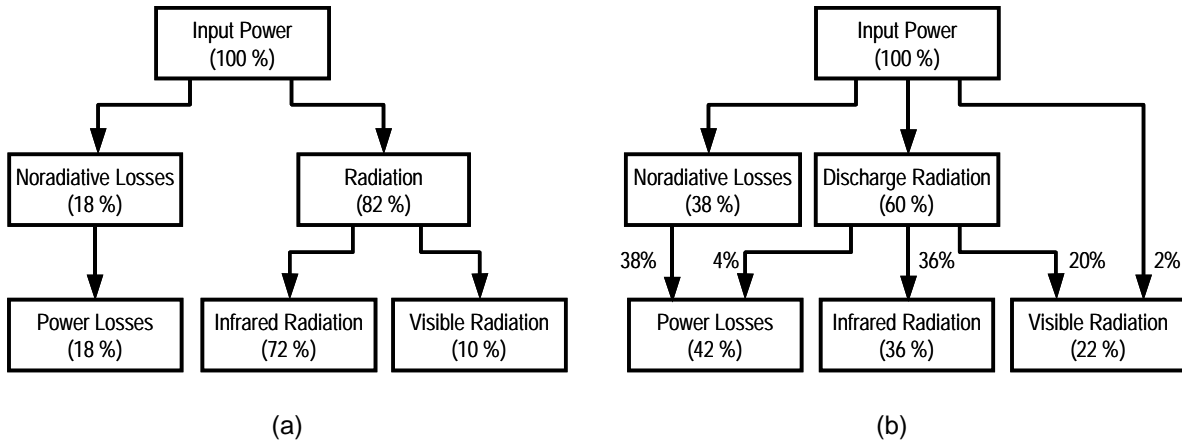 Input Power
(100 %)
Noradiative Losses
(18 %)
Radiation
(82 %)
Power Losses
(18 %)
Infrared Radiation
(72 %)
Visible Radiation
(10 %)
(a)
Input Power
(100 %)
Noradiative Losses
(38 %)
Discharge Radiation
(60 %)
38%
4%
36%
20%
2%
Power Losses
(42 %)
Infrared Radiation
(36 %)
Visible Radiation
(22 %)
(b)